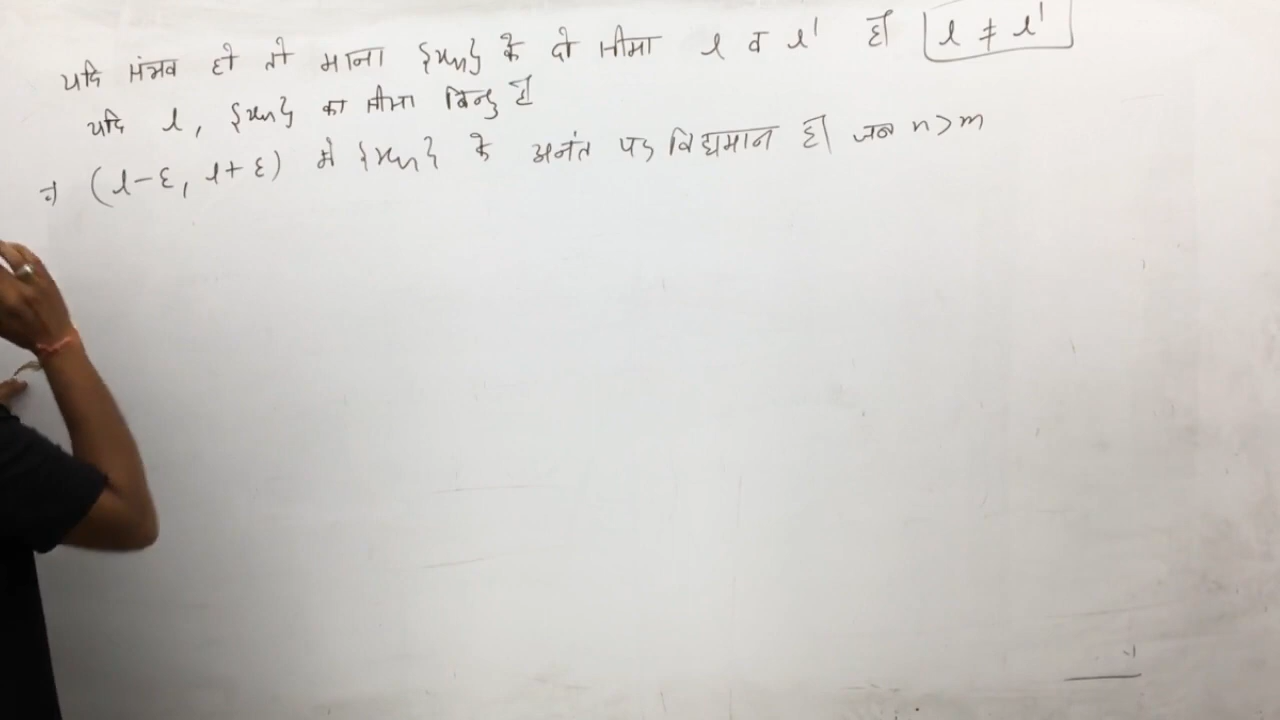 यदि संभव हो तो माना {xn} के दो सीमा l व l' है l ≠ l'
यदि l, {xn} का सीमा बिन्दु है
⇒ (l-ε, l+ε) में {xn} के अनंत पद विद्यमान है। जब n>m